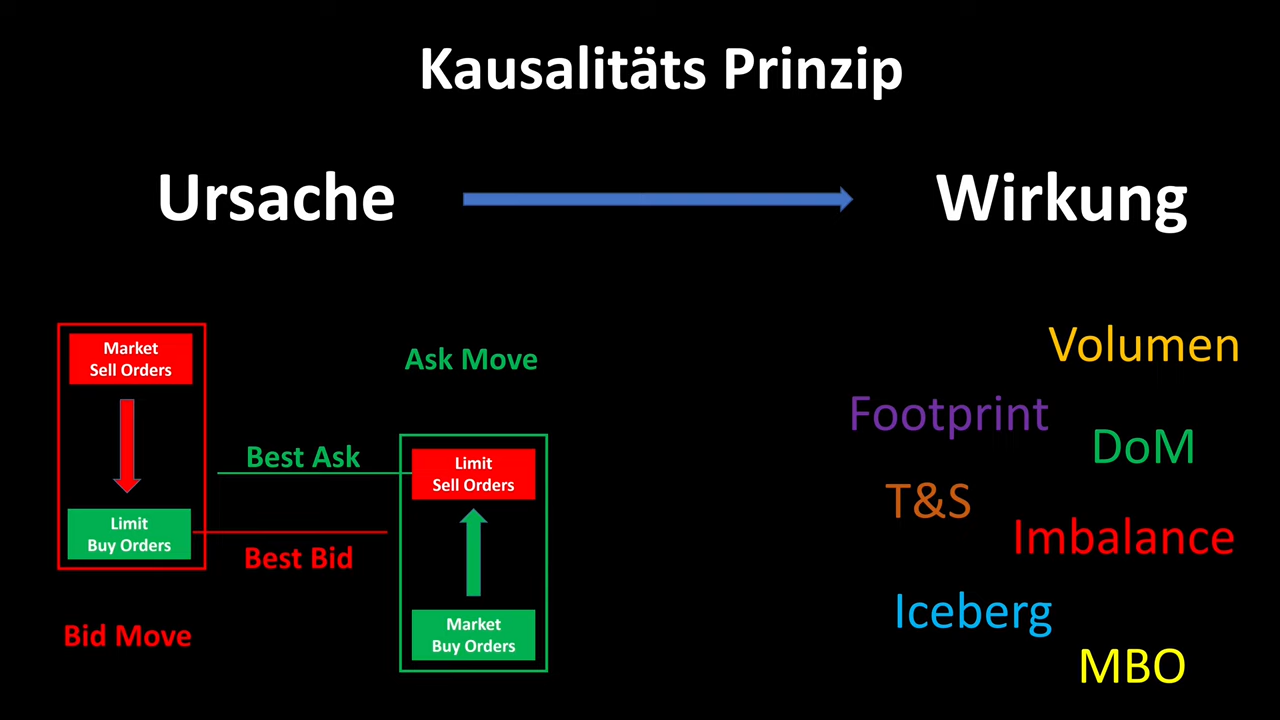 Kausalitäts Prinzip
Ursache
Wirkung
Market
Sell Orders
Limit
Buy Orders
Bid Move
Best Ask
Best Bid
Ask Move
Limit
Sell Orders
Market
Buy Orders
Volumen
Footprint
DoM
T&S
Imbalance
Iceberg
MBO